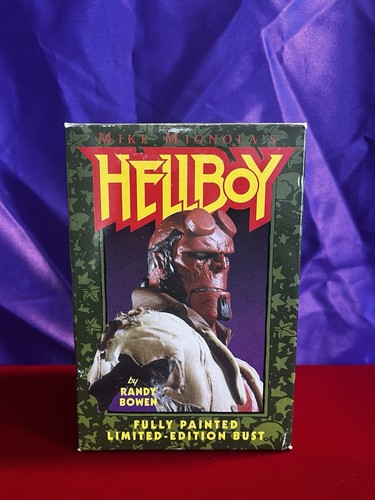 MIKE MIGNOLA'S
HELLBOY
by
RANDY
BOWEN
FULLY PAINTED
LIMITED-EDITION BUST